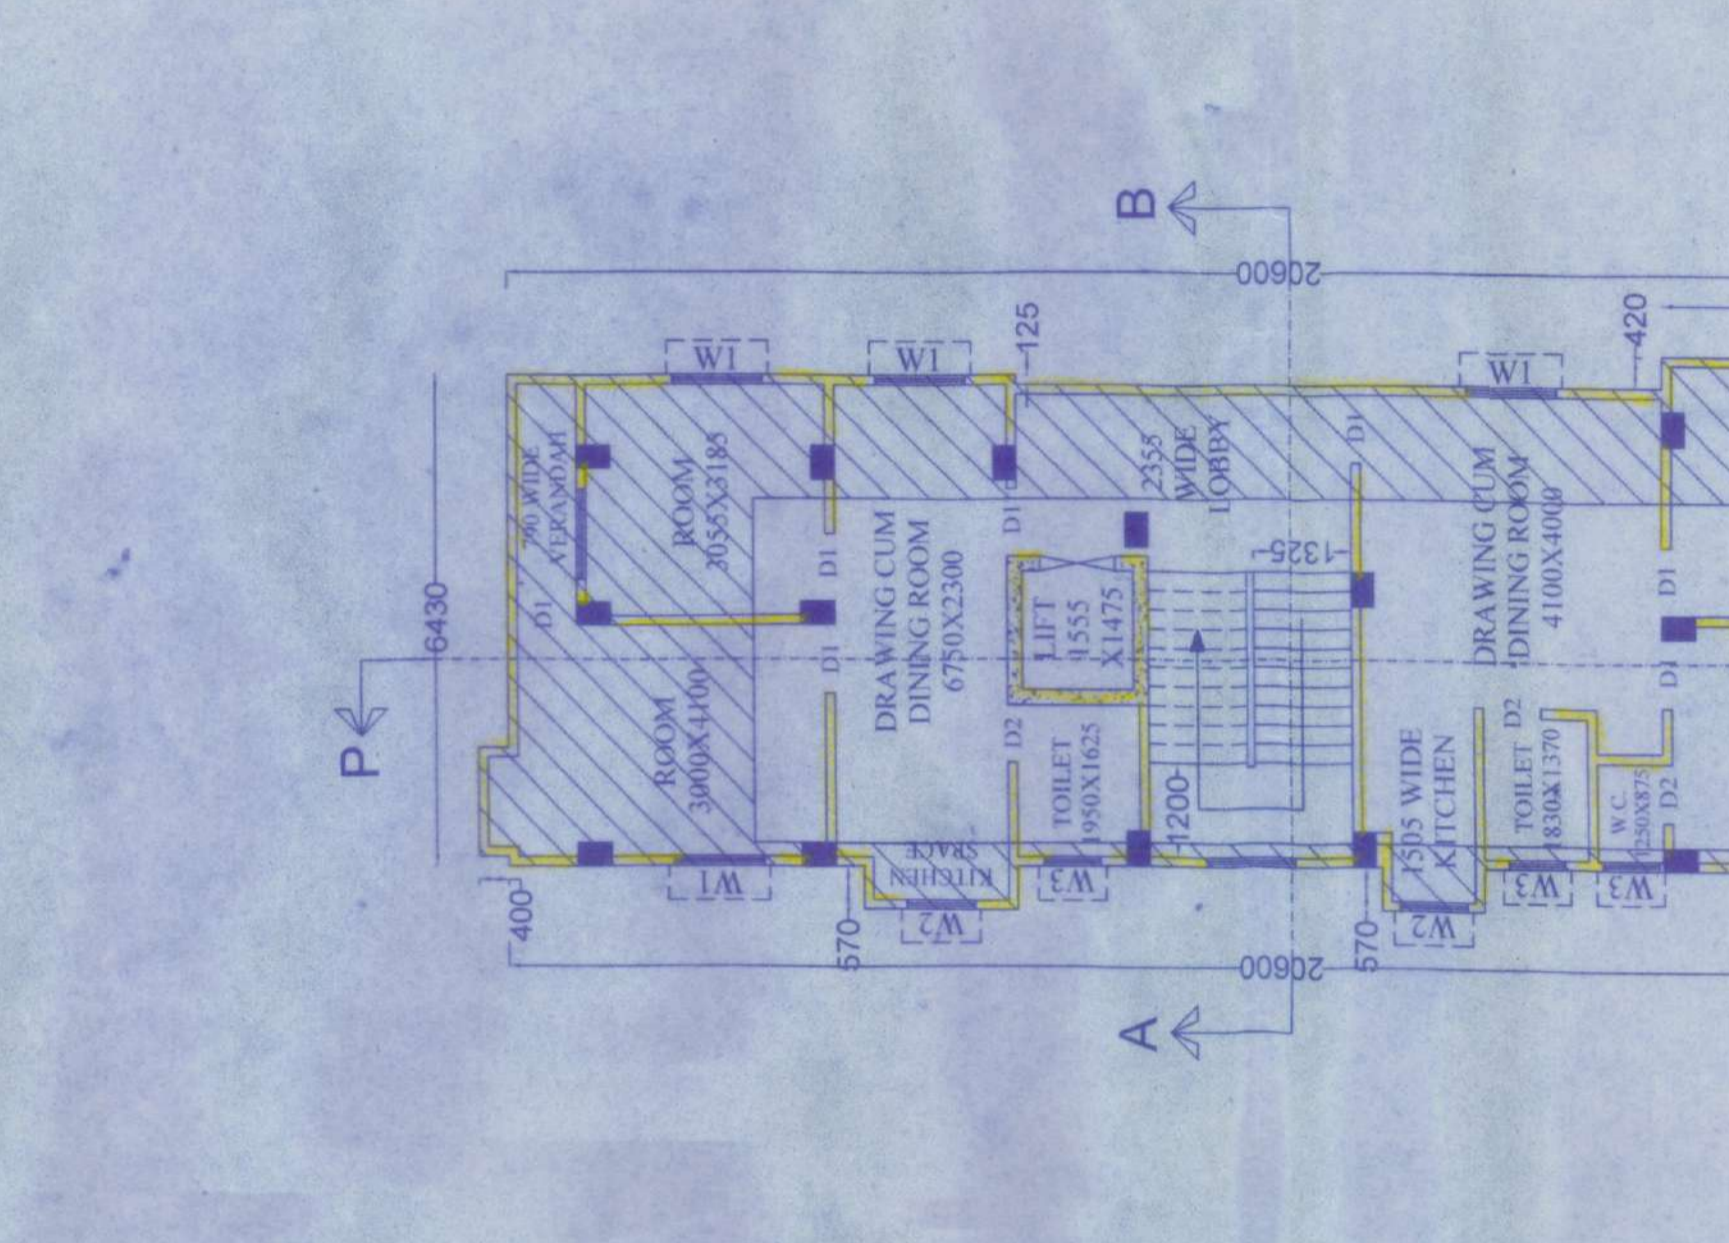 B
20600
125
420
W1
W1
W1
790 WIDE
VERANDAH
ROOM
3055X3185
2355
WIDE
LOBBY
D1
6430
D1
D1
D1
DRAWING CUM
DINING ROOM
6750X2300
LIFT
1555
X1475
1325
DRAWING CUM
DINING ROOM
4100X4000
D1
P
ROOM
3000X4100
D1
D2
TOILET
1950X1625
1200
1505 WIDE
KITCHEN
D2
TOILET
1830X1370
D1
W.C.
1250X875
D2
KITCHEN
SPACE
W1
W2
W3
W2
W3
W3
400
570
570
20600
A